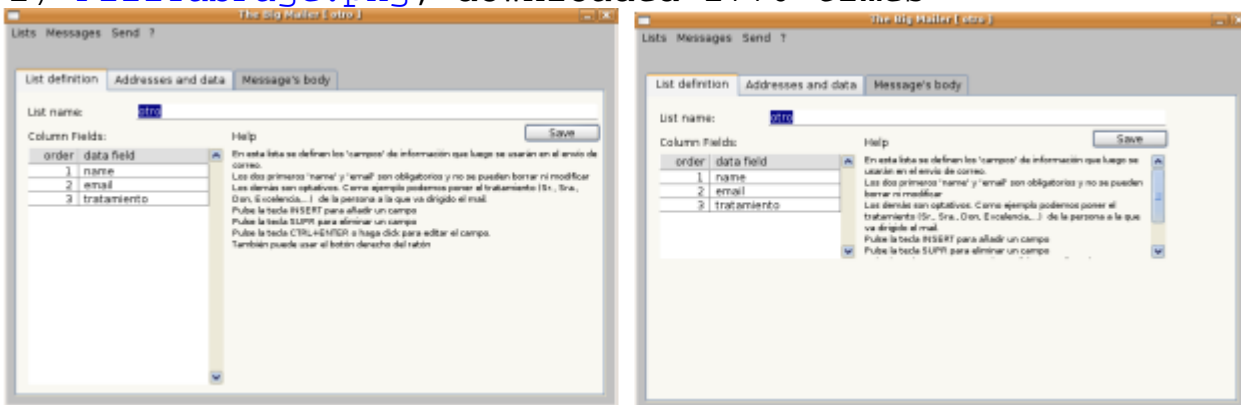 The Big Mailer [ otro ]
Lists Messages Send ?
List definition Addresses and data Message's body
List name: otro
Save
Column Fields:
order data field
1 name
2 email
3 tratamiento
Help
En esta lista se definen los 'campos' de información que luego se usarán en el envío de
correo.
Los dos primeros 'name' y 'email' son obligatorios y no se pueden borrar ni modificar
Los demás son optativos. Como ejemplo podemos poner el tratamiento (Sr., Sra.,
Don, Excelencia,...) de la persona a la que va dirigido el mail.
Pulse la tecla INSERT para añadir un campo
Pulse la tecla SUPR para eliminar un campo
Pulse la tecla CTRL+ENTER o haga click para editar el campo.
También puede usar el botón derecho del ratón
The Big Mailer [ otro ]
Lists Messages Send ?
List definition Addresses and data Message's body
List name: otro
Save
Column Fields:
order data field
1 name
2 email
3 tratamiento
Help
En esta lista se definen los 'campos' de información que luego se
usarán en el envío de correo.
Los dos primeros 'name' y 'email' son obligatorios y no se pueden
borrar ni modificar
Los demás son optativos. Como ejemplo podemos poner el
tratamiento (Sr., Sra., Don, Excelencia,...) de la persona a la que
va dirigido el mail.
Pulse la tecla INSERT para añadir un campo
Pulse la tecla SUPR para eliminar un campo